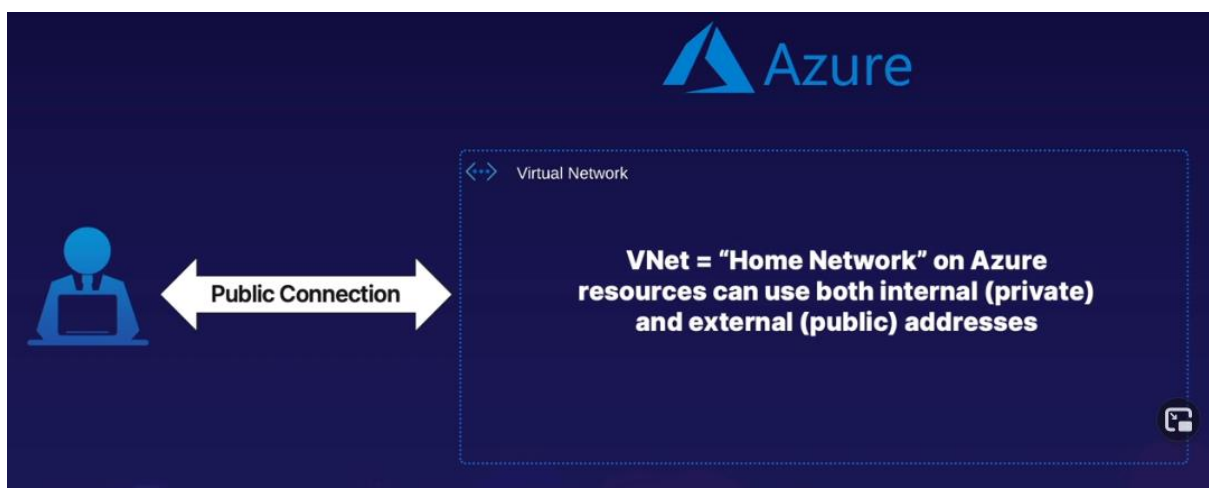 Azure
Virtual Network
VNet = “Home Network” on Azure
resources can use both internal (private)
and external (public) addresses
Public Connection